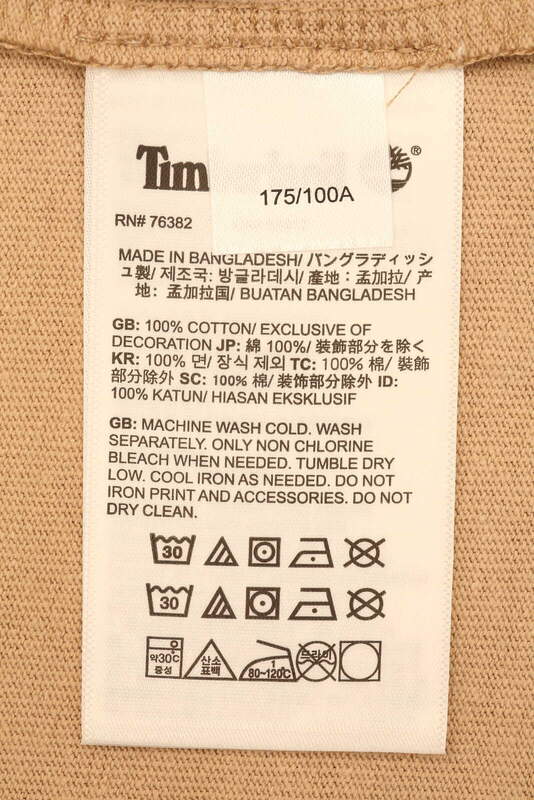 Tim
®
175/100A
RN# 76382
MADE IN BANGLADESH/ バングラディッシ
ュ製/ 제조국: 방글라데시/ 產地：孟加拉/ 产
地：孟加拉国/ BUATAN BANGLADESH
GB: 100% COTTON/ EXCLUSIVE OF
DECORATION JP: 綿 100%/ 装飾部分を除く
KR: 100% 면/ 장식 제외 TC: 100% 棉/ 裝飾
部分除外 SC: 100% 棉/ 装饰部分除外 ID:
100% KATUN/ HIASAN EKSKLUSIF
GB: MACHINE WASH COLD. WASH
SEPARATELY. ONLY NON CHLORINE
BLEACH WHEN NEEDED. TUMBLE DRY
LOW. COOL IRON AS NEEDED. DO NOT
IRON PRINT AND ACCESSORIES. DO NOT
DRY CLEAN.
30
30
약30℃ 산소 1 드라이
중성 표백 80~120℃